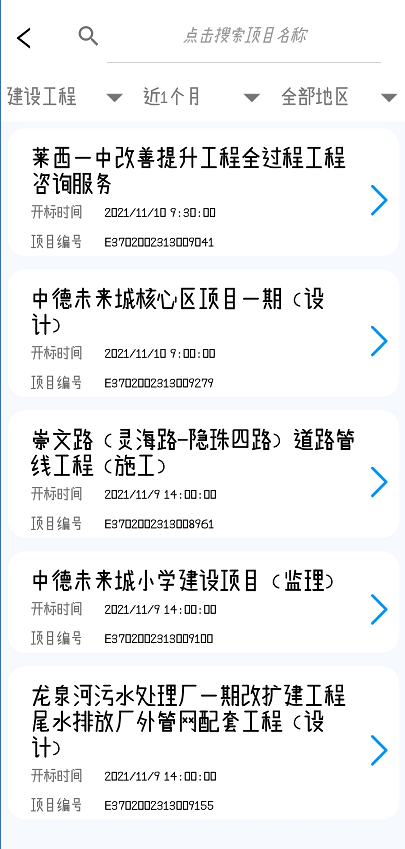 点击搜索项目名称
建设工程 近1个月 全部地区
莱西一中改善提升工程全过程工程
咨询服务
开标时间 2021/11/10 9:30:00
项目编号 E3702002313009041
中德未来城核心区项目一期（设
计）
开标时间 2021/11/10 9:00:00
项目编号 E3702002313009279
崇文路（灵海路-隐珠四路）道路管
线工程（施工）
开标时间 2021/11/9 14:00:00
项目编号 E3702002313008961
中德未来城小学建设项目（监理）
开标时间 2021/11/9 14:00:00
项目编号 E3702002313009100
龙泉河污水处理厂一期改扩建工程
尾水排放厂外管网配套工程（设
计）
开标时间 2021/11/9 14:00:00
项目编号 E3702002313009155